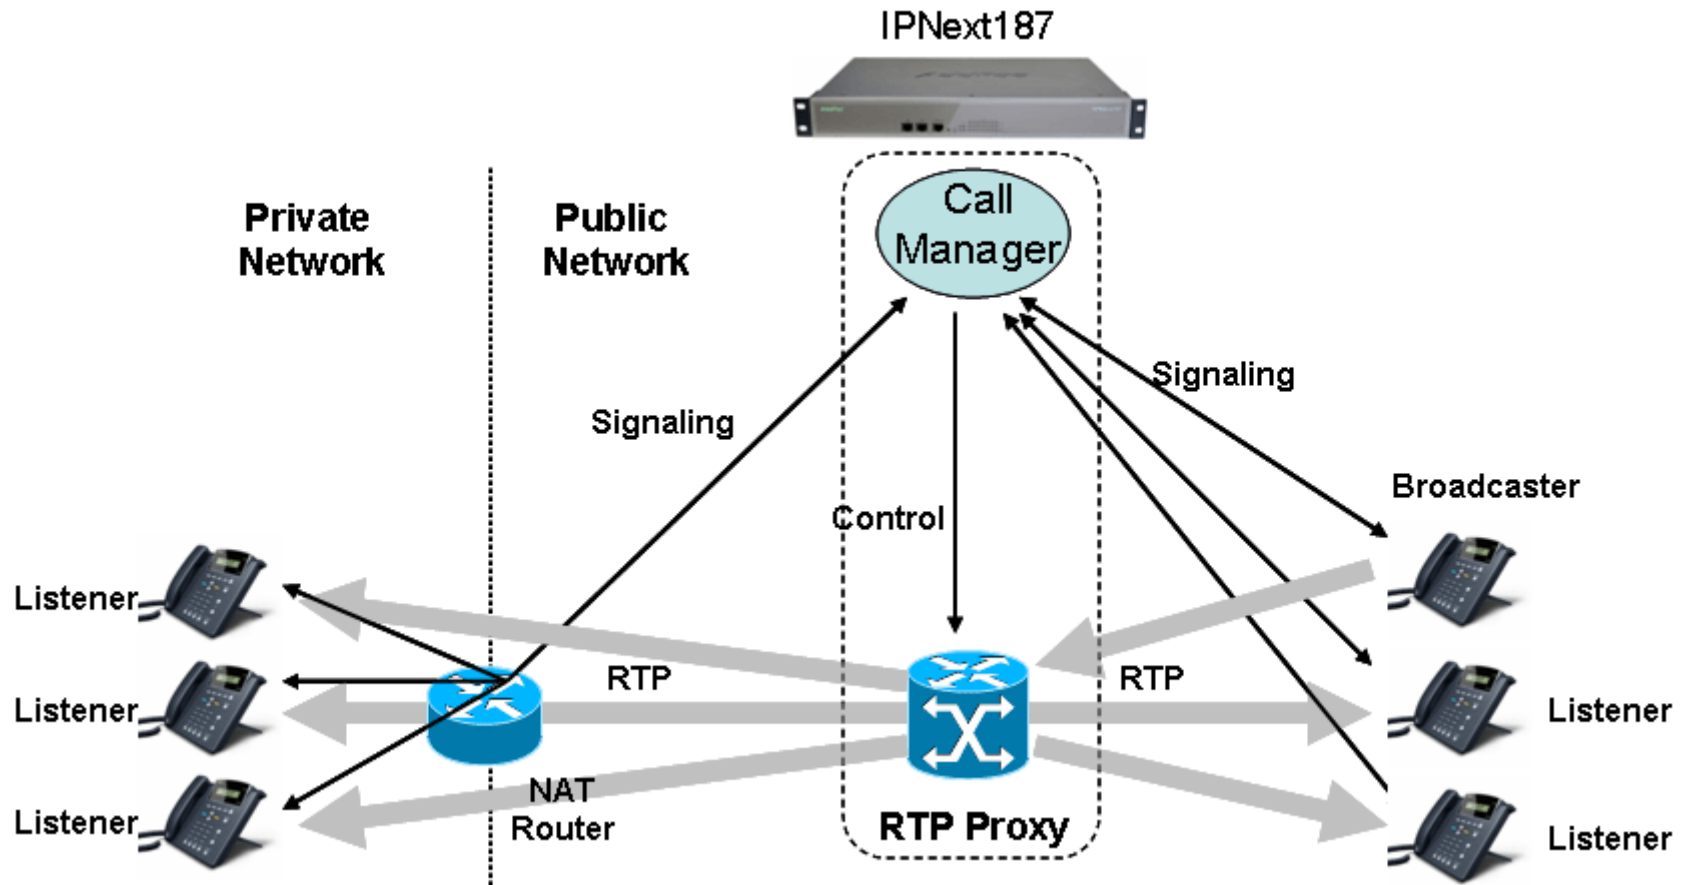 IPNext187
Call
Manager
Private
Network
Public
Network
Signaling
Signaling
Control
Broadcaster
Listener
RTP
RTP
Listener
Listener
NAT
Router
RTP Proxy
Listener
Listener